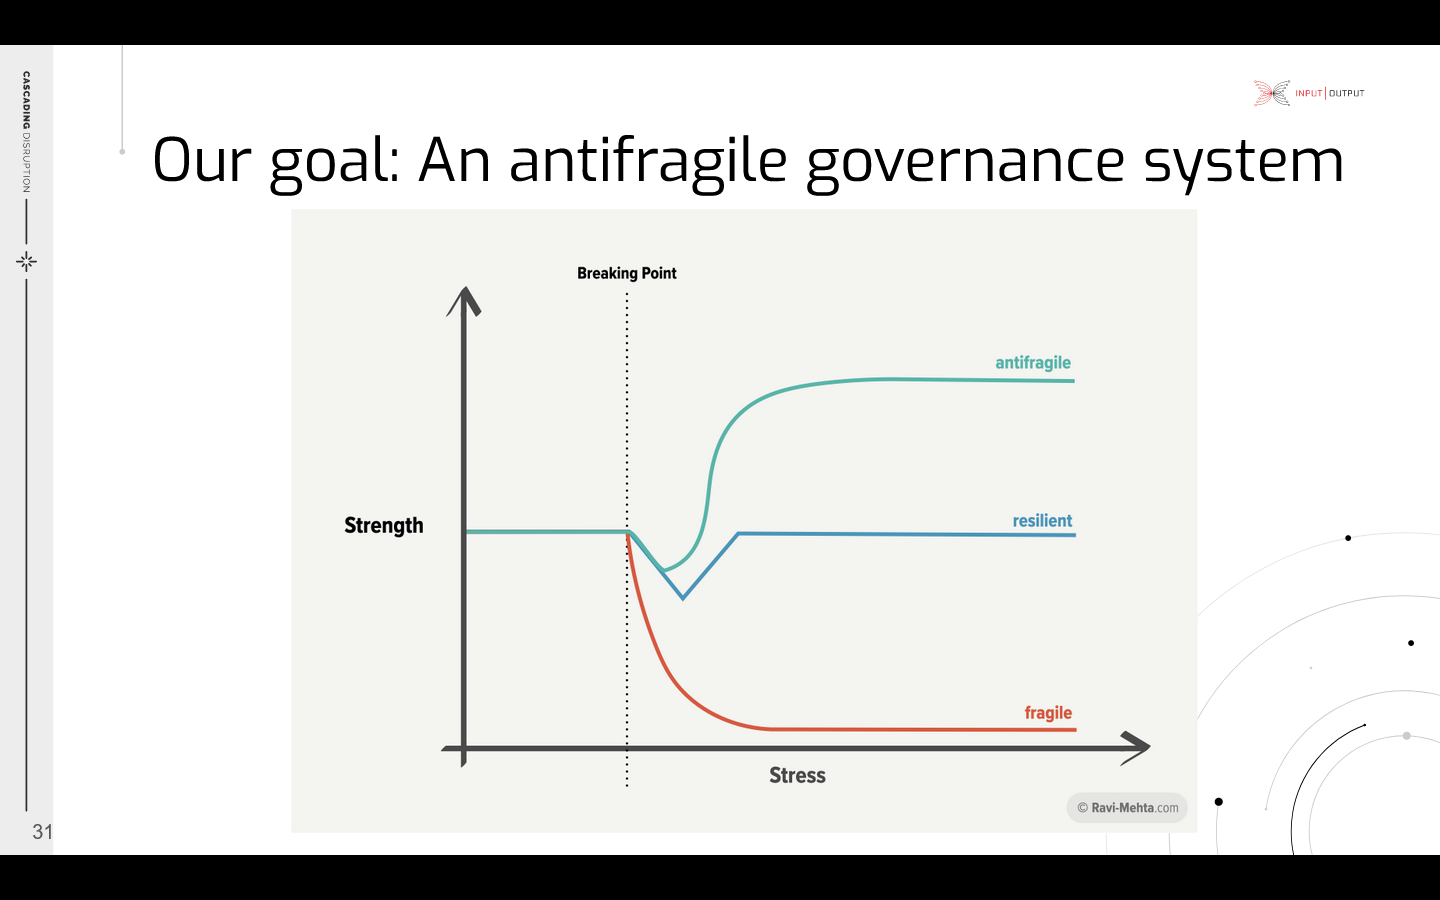 CASCADING DISRUPTION
INPUT | OUTPUT
Our goal: An antifragile governance system
Breaking Point
antifragile
Strength
resilient
fragile
Stress
© Ravi-Mehta.com
31